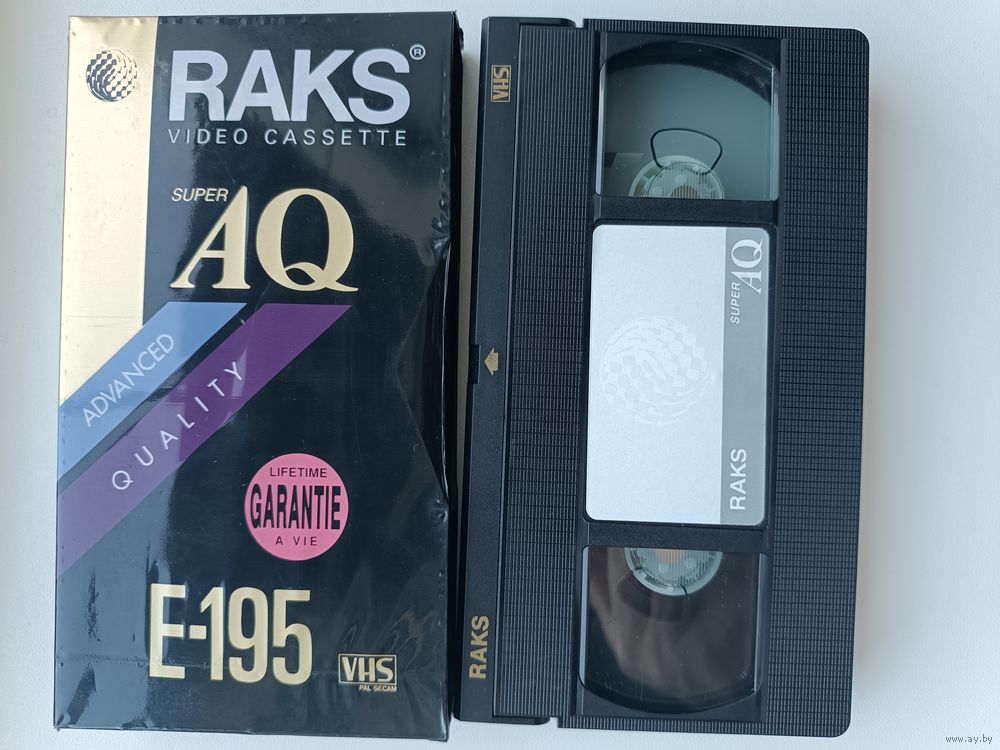 RAKS®
VIDEO CASSETTE
SUPER
AQ
ADVANCED
QUALITY
LIFETIME
GARANTIE
A VIE
E-195
VHS
PAL SECAM
VHS
RAKS
SUPER AQ
RAKS
www.ay.by